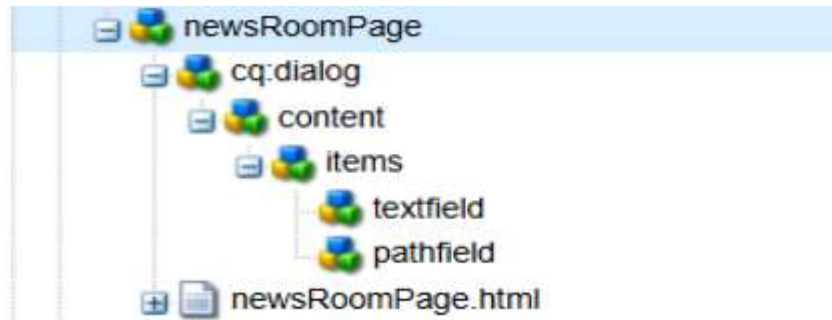 newsRoomPage
cq:dialog
content
items
textfield
pathfield
newsRoomPage.html